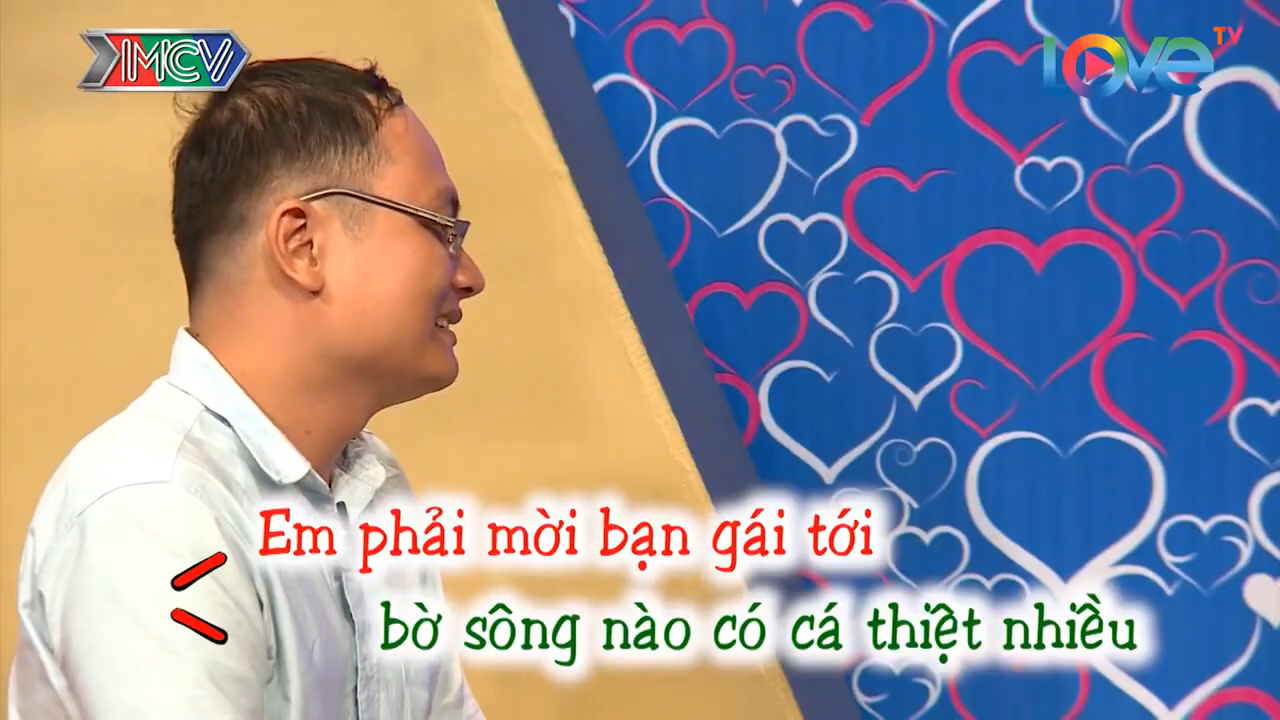 MCV
LOVE TV
Em phải mời bạn gái tới
bờ sông nào có cá thiệt nhiều